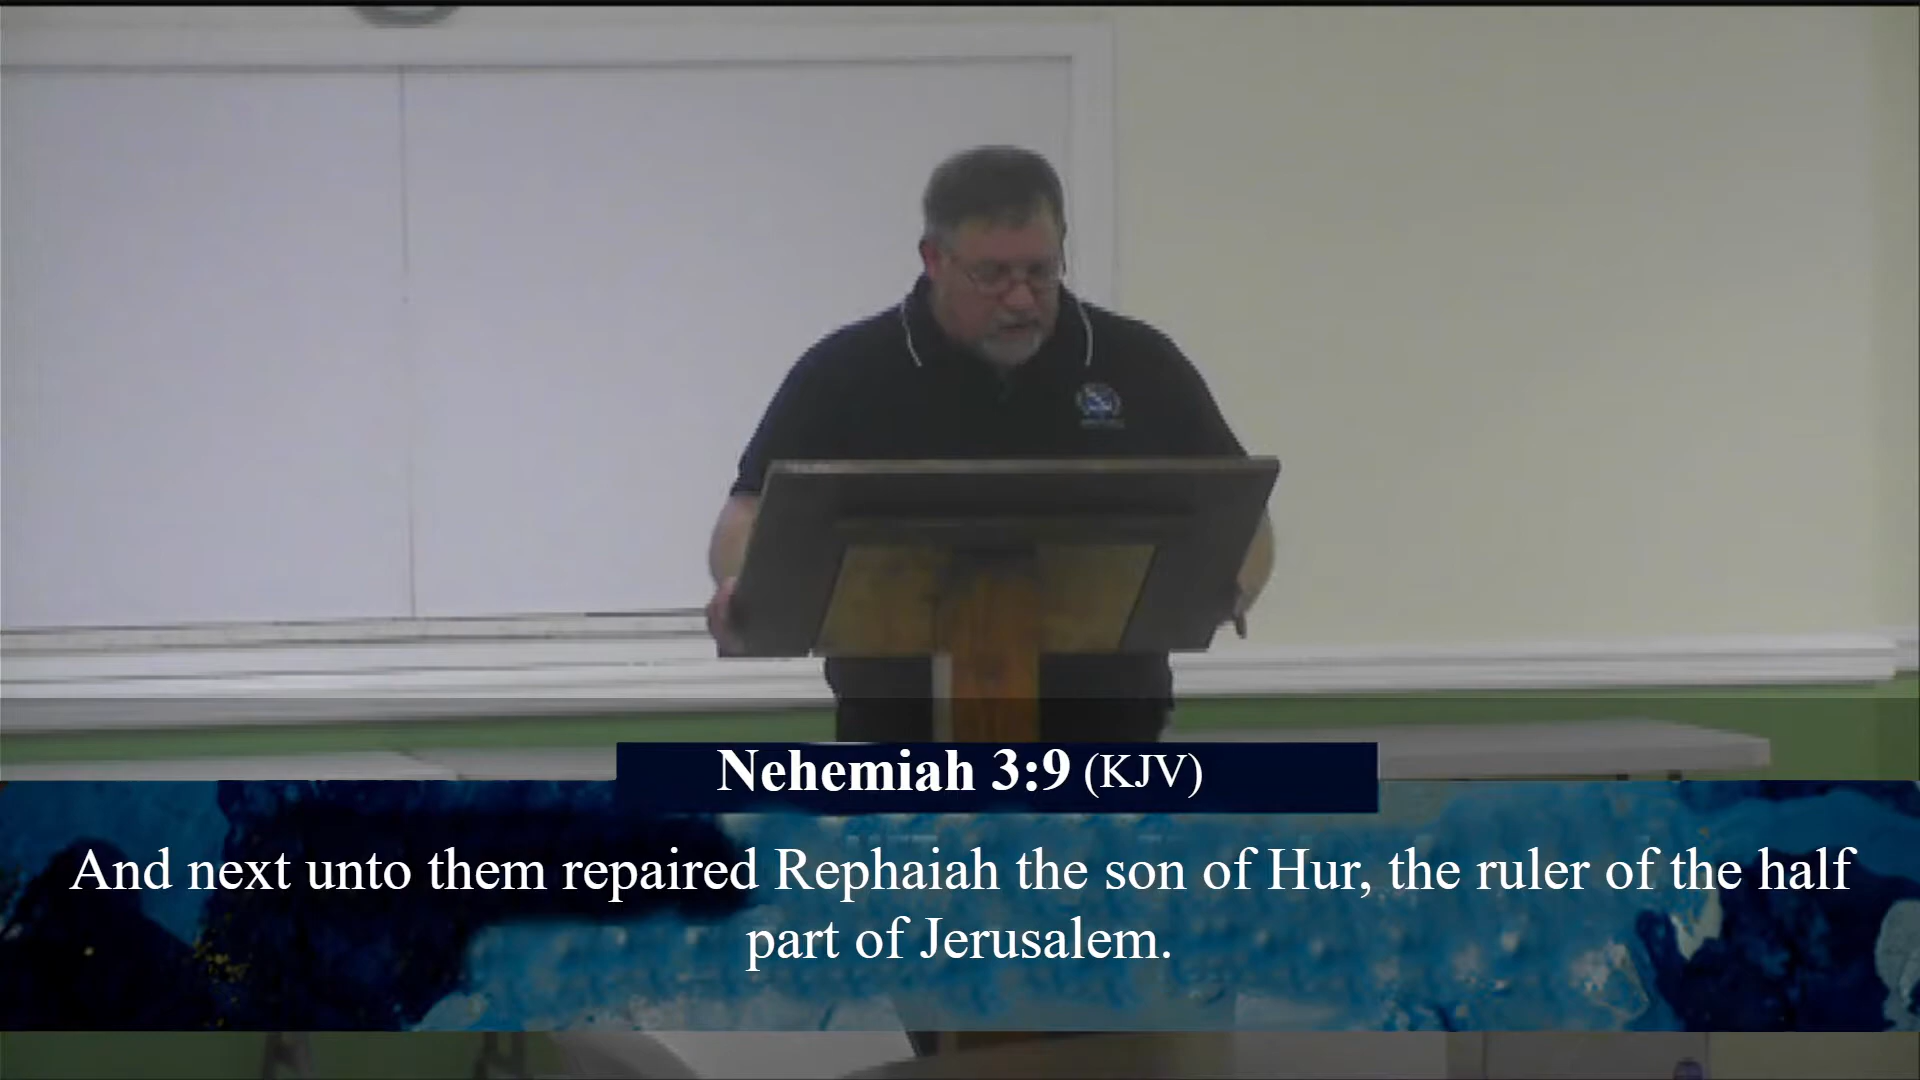 Nehemiah 3:9 (KJV)
And next unto them repaired Rephaiah the son of Hur, the ruler of the half
part of Jerusalem.